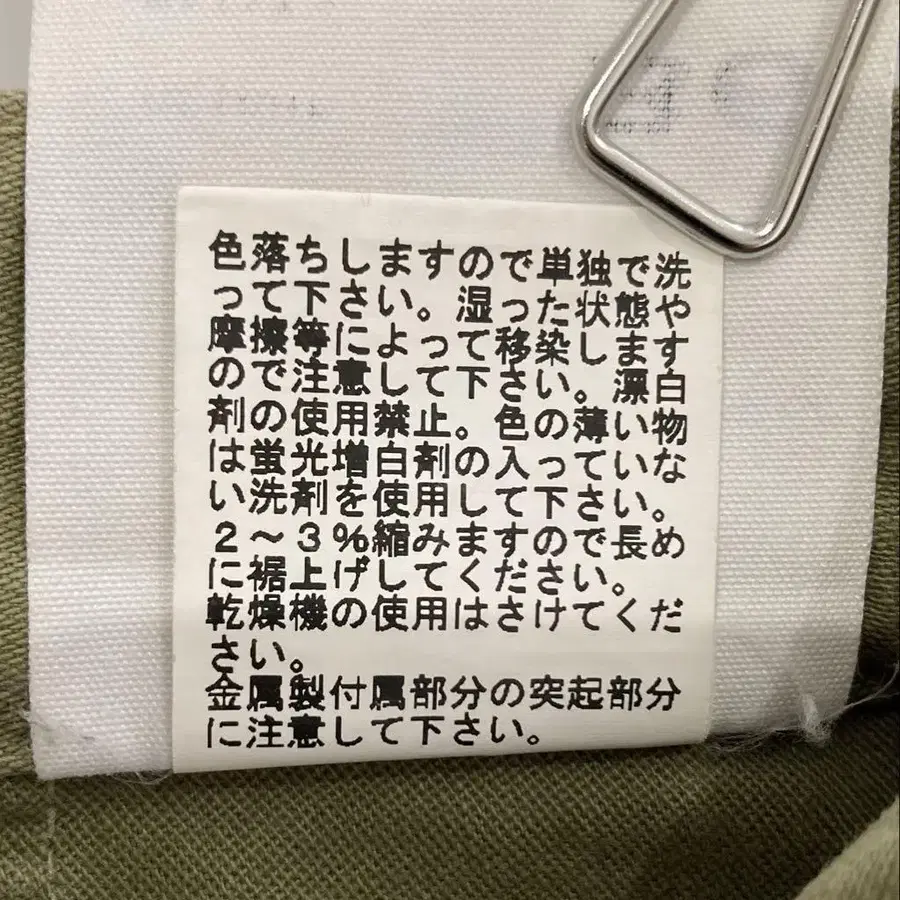 色落ちしますので単独で洗
って下さい。湿った状態や
摩擦等によって移染します
ので注意して下さい。漂白
剤の使用禁止。色の薄い物
は蛍光増白剤の入っていな
い洗剤を使用して下さい。
2～3%縮みますので長め
に裾上げしてください。
乾燥機の使用はさけてくだ
さい。
金属製付属部分の突起部分
に注意して下さい。